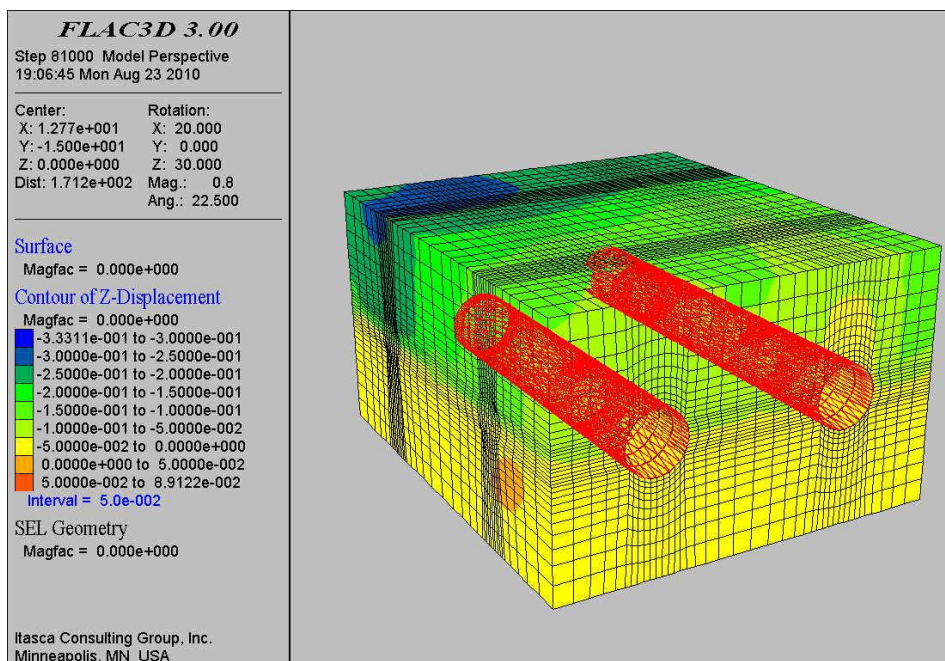 FLAC3D 3.00
Step 81000 Model Perspective
19:06:45 Mon Aug 23 2010
Center: Rotation:
X: 1.277e+001 X: 20.000
Y: -1.500e+001 Y: 0.000
Z: 0.000e+000 Z: 30.000
Dist: 1.712e+002 Mag.: 0.8
Ang.: 22.500
Surface
Magfac = 0.000e+000
Contour of Z-Displacement
Magfac = 0.000e+000
-3.3311e-001 to -3.0000e-001
-3.0000e-001 to -2.5000e-001
-2.5000e-001 to -2.0000e-001
-2.0000e-001 to -1.5000e-001
-1.5000e-001 to -1.0000e-001
-1.0000e-001 to -5.0000e-002
-5.0000e-002 to 0.0000e+000
0.0000e+000 to 5.0000e-002
5.0000e-002 to 8.9122e-002
Interval = 5.0e-002
SEL Geometry
Magfac = 0.000e+000
Itasca Consulting Group, Inc.
Minneapolis, MN USA